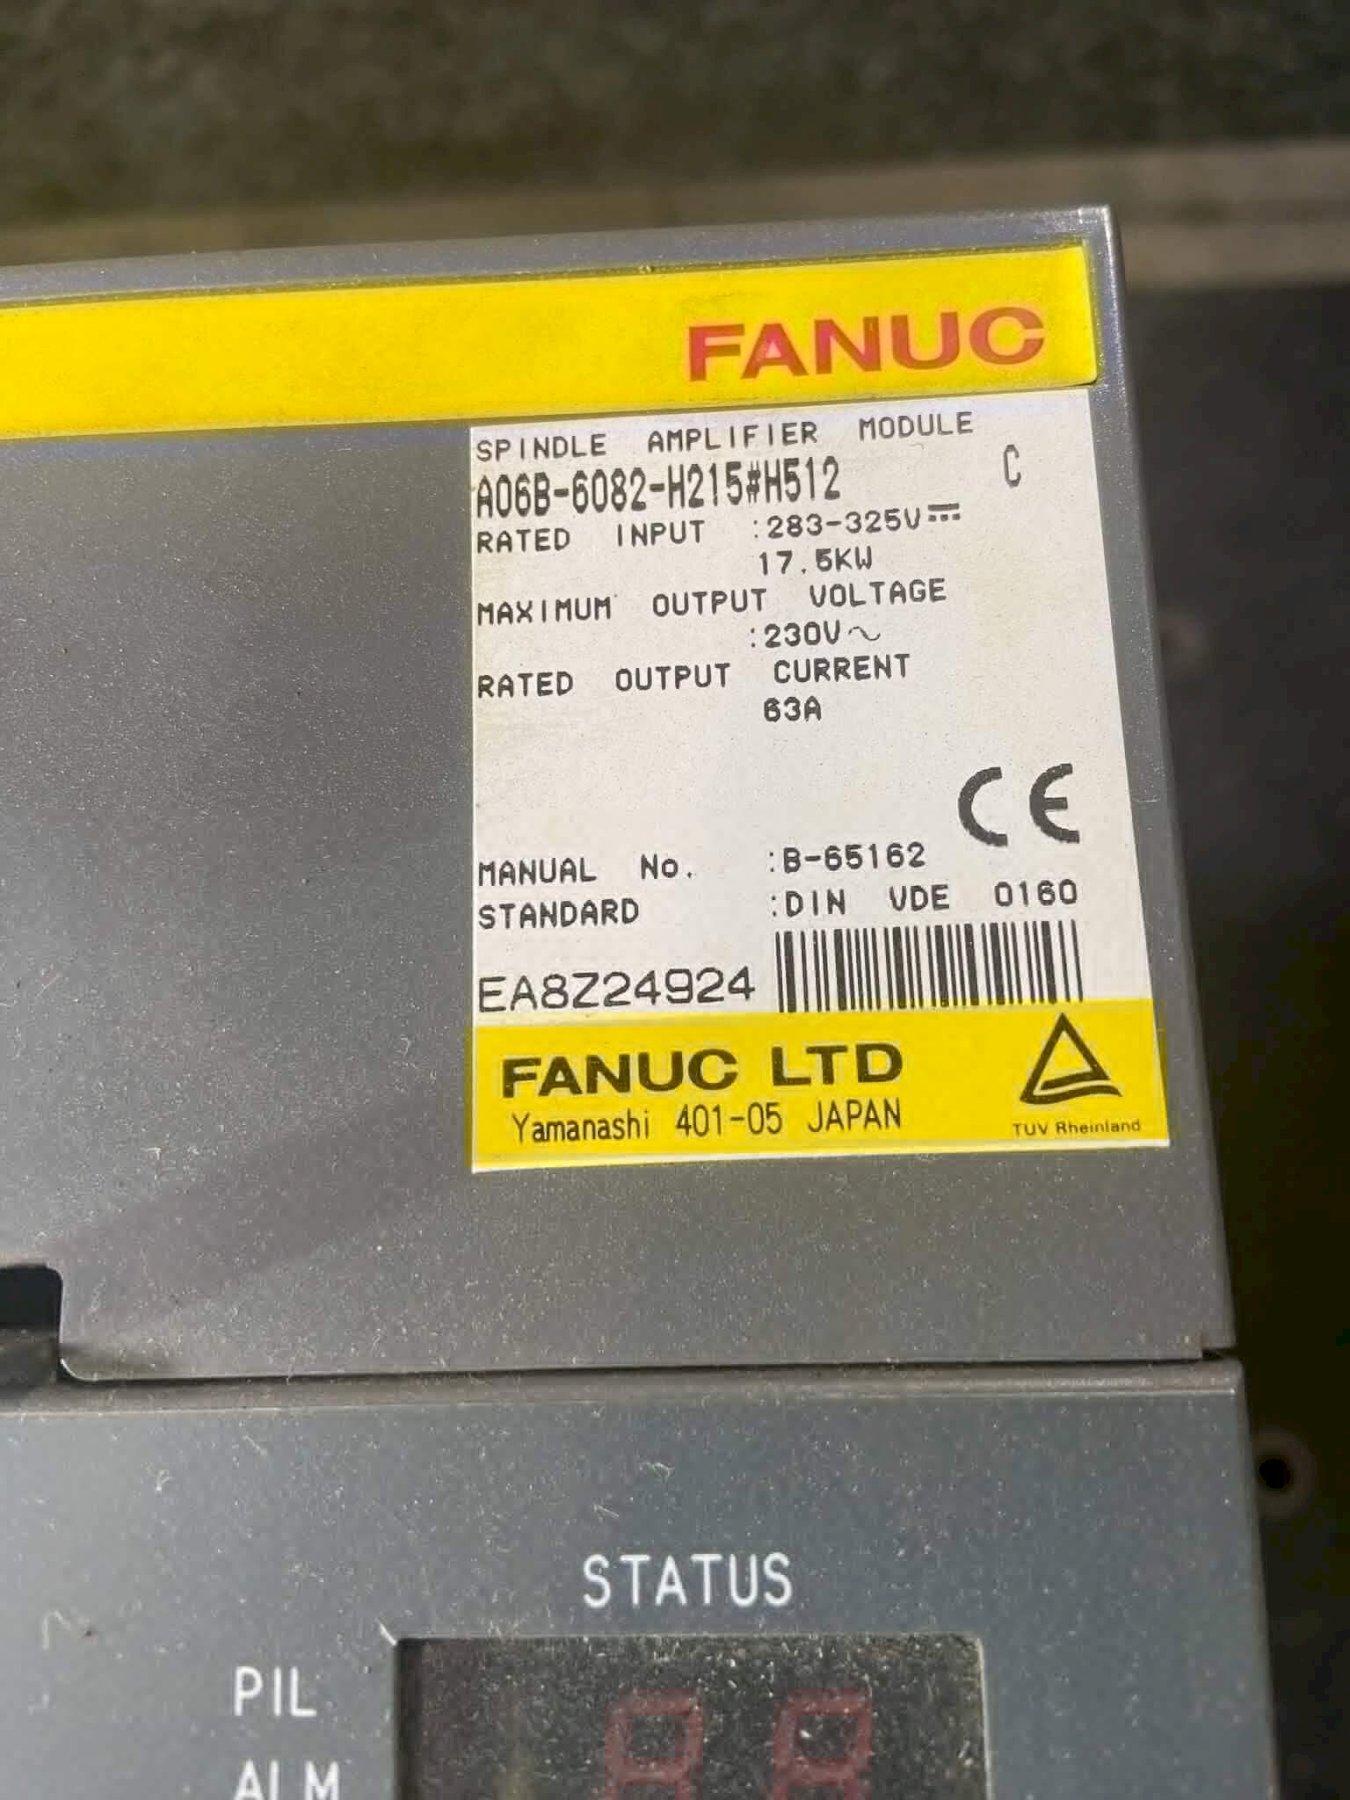 FANUC
SPINDLE AMPLIFIER MODULE
A06B-6082-H215#H512 C
RATED INPUT :283-325V⎓
17.5KW
MAXIMUM OUTPUT VOLTAGE
:230V~
RATED OUTPUT CURRENT
63A
CE
MANUAL No. :B-65162
STANDARD :DIN VDE 0160
EA8Z24924
FANUC LTD
Yamanashi 401-05 JAPAN
TUV Rheinland
STATUS
PIL
ALM